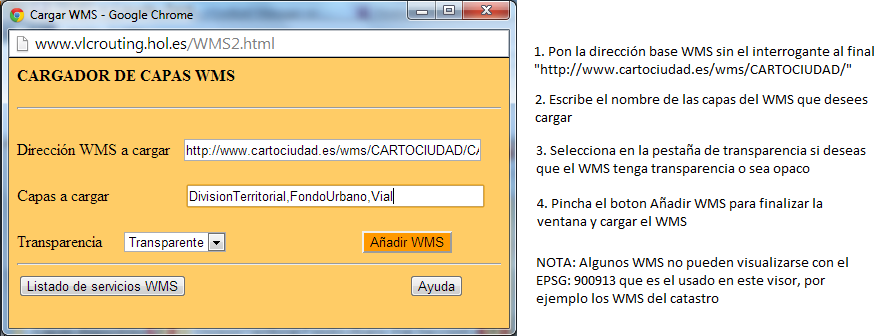 Cargar WMS - Google Chrome
www.vlcrouting.hol.es/WMS2.html
CARGADOR DE CAPAS WMS
Dirección WMS a cargar http://www.cartociudad.es/wms/CARTOCIUDAD/CA
Capas a cargar DivisionTerritorial,FondoUrbano,Vial
Transparencia Transparente Añadir WMS
Listado de servicios WMS Ayuda
1. Pon la dirección base WMS sin el interrogante al final
"http://www.cartociudad.es/wms/CARTOCIUDAD/"
2. Escribe el nombre de las capas del WMS que desees
cargar
3. Selecciona en la pestaña de transparencia si deseas
que el WMS tenga transparencia o sea opaco
4. Pincha el boton Añadir WMS para finalizar la
ventana y cargar el WMS
NOTA: Algunos WMS no pueden visualizarse con el
EPSG: 900913 que es el usado en este visor, por
ejemplo los WMS del catastro